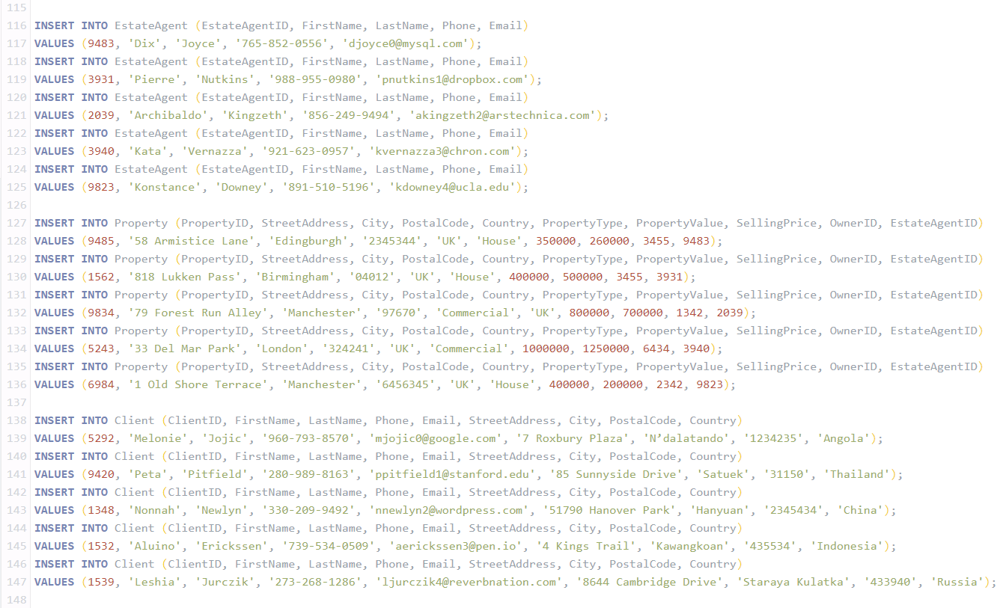 115
116 INSERT INTO EstateAgent (EstateAgentID, FirstName, LastName, Phone, Email)
117 VALUES (9483, 'Dix', 'Joyce', '765-852-0556', 'djoyce0@mysql.com');
118 INSERT INTO EstateAgent (EstateAgentID, FirstName, LastName, Phone, Email)
119 VALUES (3931, 'Pierre', 'Nutkins', '988-955-0980', 'pnutkins1@dropbox.com');
120 INSERT INTO EstateAgent (EstateAgentID, FirstName, LastName, Phone, Email)
121 VALUES (2039, 'Archibaldo', 'Kingzeth', '856-249-9494', 'akingzeth2@arstechnica.com');
122 INSERT INTO EstateAgent (EstateAgentID, FirstName, LastName, Phone, Email)
123 VALUES (3940, 'Kata', 'Vernazza', '921-623-0957', 'kvernazza3@chron.com');
124 INSERT INTO EstateAgent (EstateAgentID, FirstName, LastName, Phone, Email)
125 VALUES (9823, 'Konstance', 'Downey', '891-510-5196', 'kdowney4@ucla.edu');
126
127 INSERT INTO Property (PropertyID, StreetAddress, City, PostalCode, Country, PropertyType, PropertyValue, SellingPrice, OwnerID, EstateAgentID)
128 VALUES (9485, '58 Armistice Lane', 'Edingburgh', '2345344', 'UK', 'House', 350000, 260000, 3455, 9483);
129 INSERT INTO Property (PropertyID, StreetAddress, City, PostalCode, Country, PropertyType, PropertyValue, SellingPrice, OwnerID, EstateAgentID)
130 VALUES (1562, '818 Lukken Pass', 'Birmingham', '04012', 'UK', 'House', 400000, 500000, 3455, 3931);
131 INSERT INTO Property (PropertyID, StreetAddress, City, PostalCode, Country, PropertyType, PropertyValue, SellingPrice, OwnerID, EstateAgentID)
132 VALUES (9834, '79 Forest Run Alley', 'Manchester', '97670', 'Commercial', 'UK', 800000, 700000, 1342, 2039);
133 INSERT INTO Property (PropertyID, StreetAddress, City, PostalCode, Country, PropertyType, PropertyValue, SellingPrice, OwnerID, EstateAgentID)
134 VALUES (5243, '33 Del Mar Park', 'London', '324241', 'UK', 'Commercial', 1000000, 1250000, 6434, 3940);
135 INSERT INTO Property (PropertyID, StreetAddress, City, PostalCode, Country, PropertyType, PropertyValue, SellingPrice, OwnerID, EstateAgentID)
136 VALUES (6984, '1 Old Shore Terrace', 'Manchester', '6456345', 'UK', 'House', 400000, 200000, 2342, 9823);
137
138 INSERT INTO Client (ClientID, FirstName, LastName, Phone, Email, StreetAddress, City, PostalCode, Country)
139 VALUES (5292, 'Melonie', 'Jojic', '960-793-8570', 'mjojic0@google.com', '7 Roxbury Plaza', 'N’dalatando', '1234235', 'Angola');
140 INSERT INTO Client (ClientID, FirstName, LastName, Phone, Email, StreetAddress, City, PostalCode, Country)
141 VALUES (9420, 'Peta', 'Pitfield', '280-989-8163', 'ppitfield1@stanford.edu', '85 Sunnyside Drive', 'Satuek', '31150', 'Thailand');
142 INSERT INTO Client (ClientID, FirstName, LastName, Phone, Email, StreetAddress, City, PostalCode, Country)
143 VALUES (1348, 'Nonnah', 'Newlyn', '330-209-9492', 'nnewlyn2@wordpress.com', '51790 Hanover Park', 'Hanyuan', '2345434', 'China');
144 INSERT INTO Client (ClientID, FirstName, LastName, Phone, Email, StreetAddress, City, PostalCode, Country)
145 VALUES (1532, 'Aluino', 'Erickssen', '739-534-0509', 'aerickssen3@pen.io', '4 Kings Trail', 'Kawangkoan', '435534', 'Indonesia');
146 INSERT INTO Client (ClientID, FirstName, LastName, Phone, Email, StreetAddress, City, PostalCode, Country)
147 VALUES (1539, 'Leshia', 'Jurczik', '273-268-1286', 'ljurczik4@reverbnation.com', '8644 Cambridge Drive', 'Staraya Kulatka', '433940', 'Russia');
148